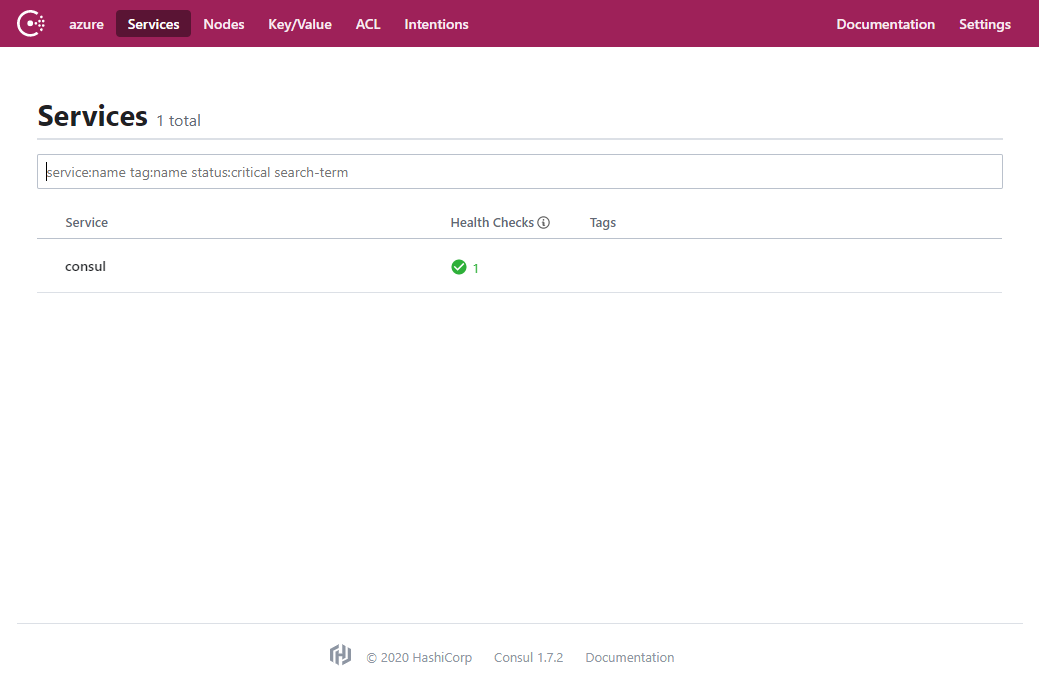 azure Services Nodes Key/Value ACL Intentions Documentation Settings
Services 1 total
service:name tag:name status:critical search-term
Service Health Checks Tags
consul 1
© 2020 HashiCorp Consul 1.7.2 Documentation